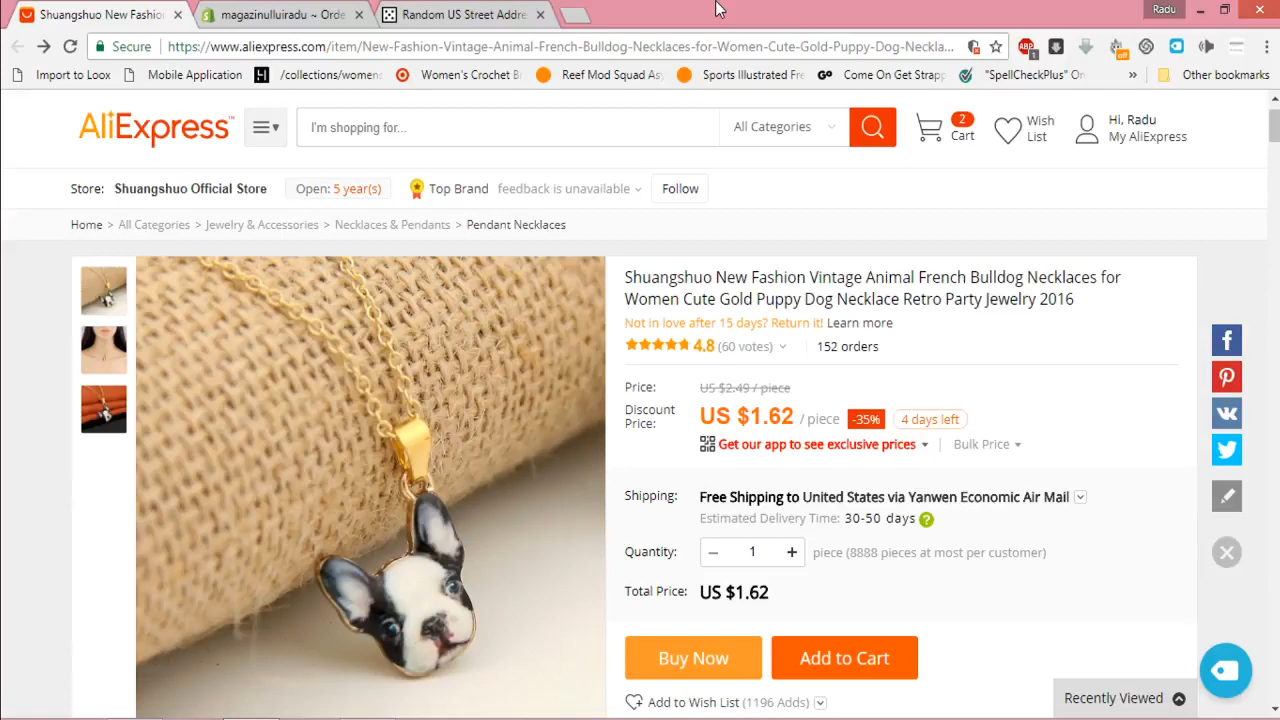 Shuangshuo New Fashio
magazinulluiradu ~ Orde
Random US Street Addre
Radu
Secure
https://www.aliexpress.com/item/New-Fashion-Vintage-Animal-French-Bulldog-Necklaces-for-Women-Cute-Gold-Puppy-Dog-Neckla...
ABP
1
off
Import to Loox
Mobile Application
/collections/womens
Women's Crochet B
Reef Mod Squad As
Sports Illustrated Fre
GO
Come On Get Strapp
"SpellCheckPlus" On
»
Other bookmarks
AliExpress™
I'm shopping for...
All Categories
2
Cart
Wish
List
Hi, Radu
My AliExpress
Store: Shuangshuo Official Store
Open: 5 year(s)
Top Brand feedback is unavailable
Follow
Home > All Categories > Jewelry & Accessories > Necklaces & Pendants > Pendant Necklaces
Shuangshuo New Fashion Vintage Animal French Bulldog Necklaces for
Women Cute Gold Puppy Dog Necklace Retro Party Jewelry 2016
Not in love after 15 days? Return it! Learn more
4.8 (60 votes) 152 orders
Price: US $2.49 / piece
Discount
Price:
US $1.62 / piece -35% 4 days left
Get our app to see exclusive prices
Bulk Price
Shipping: Free Shipping to United States via Yanwen Economic Air Mail
Estimated Delivery Time: 30-50 days ?
Quantity: − 1 + piece (8888 pieces at most per customer)
Total Price: US $1.62
Buy Now
Add to Cart
Add to Wish List (1196 Adds)
Recently Viewed